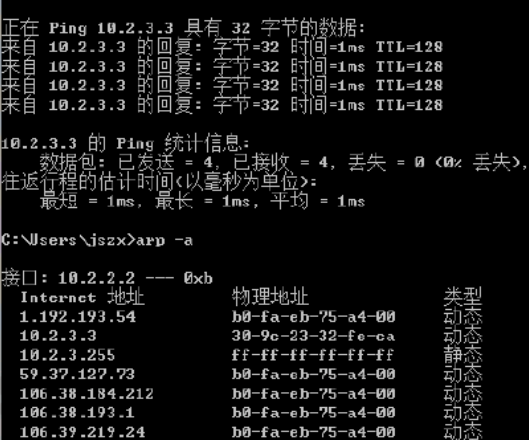 正在 Ping 10.2.3.3 具有 32 字节的数据:
来自 10.2.3.3 的回复: 字节=32 时间=1ms TTL=128
来自 10.2.3.3 的回复: 字节=32 时间=1ms TTL=128
来自 10.2.3.3 的回复: 字节=32 时间=1ms TTL=128
来自 10.2.3.3 的回复: 字节=32 时间=1ms TTL=128
10.2.3.3 的 Ping 统计信息:
数据包: 已发送 = 4, 已接收 = 4, 丢失 = 0 (0% 丢失),
往返行程的估计时间(以毫秒为单位):
最短 = 1ms, 最长 = 1ms, 平均 = 1ms
C:\Users\jszx>arp -a
接口: 10.2.2.2 --- 0xb
Internet 地址 物理地址 类型
1.192.193.54 b0-fa-eb-75-a4-00 动态
10.2.3.3 30-9c-23-32-fe-ca 动态
10.2.3.255 ff-ff-ff-ff-ff-ff 静态
59.37.127.73 b0-fa-eb-75-a4-00 动态
106.38.184.212 b0-fa-eb-75-a4-00 动态
106.38.193.1 b0-fa-eb-75-a4-00 动态
106.39.219.24 b0-fa-eb-75-a4-00 动态